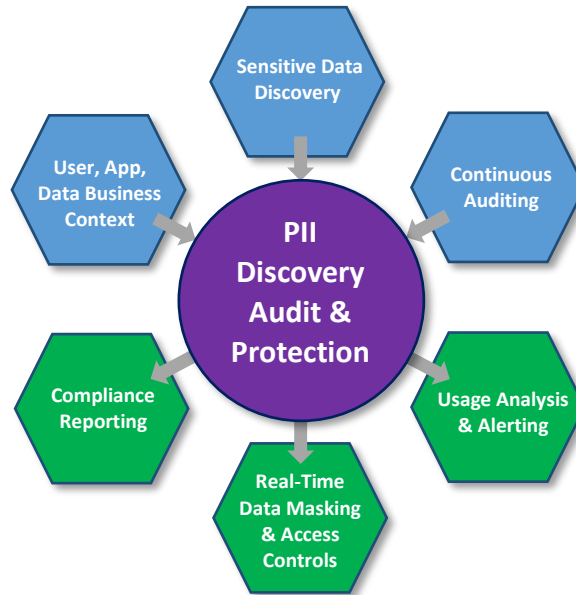 Sensitive Data
Discovery
User, App,
Data Business
Context
Continuous
Auditing
PII
Discovery
Audit &
Protection
Compliance
Reporting
Usage Analysis
& Alerting
Real-Time
Data Masking
& Access
Controls